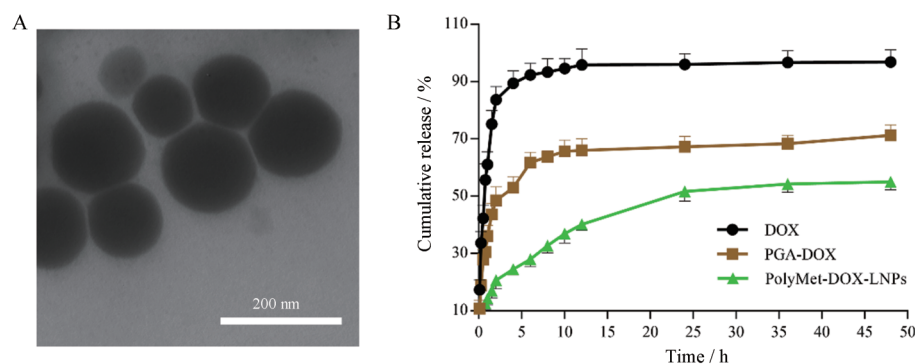 A
200 nm
B
Cumulative release / %
110
90
70
50
30
10
DOX
PGA-DOX
PolyMet-DOX-LNPs
0 5 10 15 20 25 30 35 40 45 50
Time / h